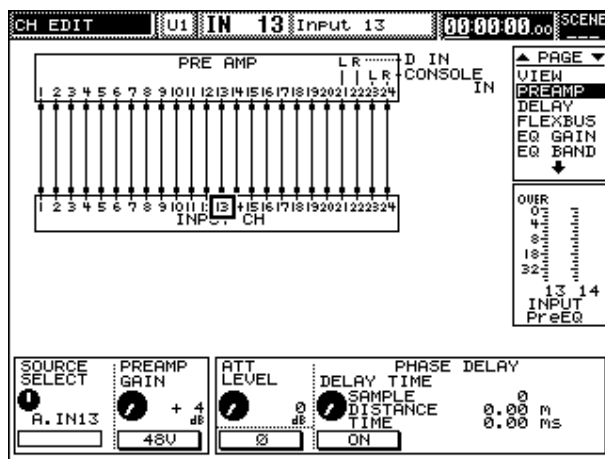 CH EDIT U1 IN 13 Input 13 00:00:00.00 SCENE
PRE AMP L R D IN
L R CONSOLE IN
1 2 3 4 5 6 7 8 9 10 11 12 13 14 15 16 17 18 19 20 21 22 23 24
1 2 3 4 5 6 7 8 9 10 11 13 15 16 17 18 19 20 21 22 23 24
INPUT CH
▲ PAGE ▼
VIEW
PREAMP
DELAY
FLEXBUS
EQ GAIN
EQ BAND
OVER
0
4
8
18
32
13 14
INPUT
PreEQ
SOURCE SELECT
A.IN13
PREAMP GAIN
+ 4 dB
48V
ATT LEVEL
0 dB
Ø
PHASE DELAY
DELAY TIME
SAMPLE 0
DISTANCE 0.00 m
TIME 0.00 ms
ON